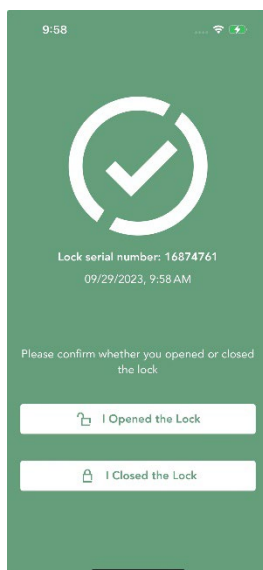 9:58
Lock serial number: 16874761
09/29/2023, 9:58 AM
Please confirm whether you opened or closed
the lock
I Opened the Lock
I Closed the Lock